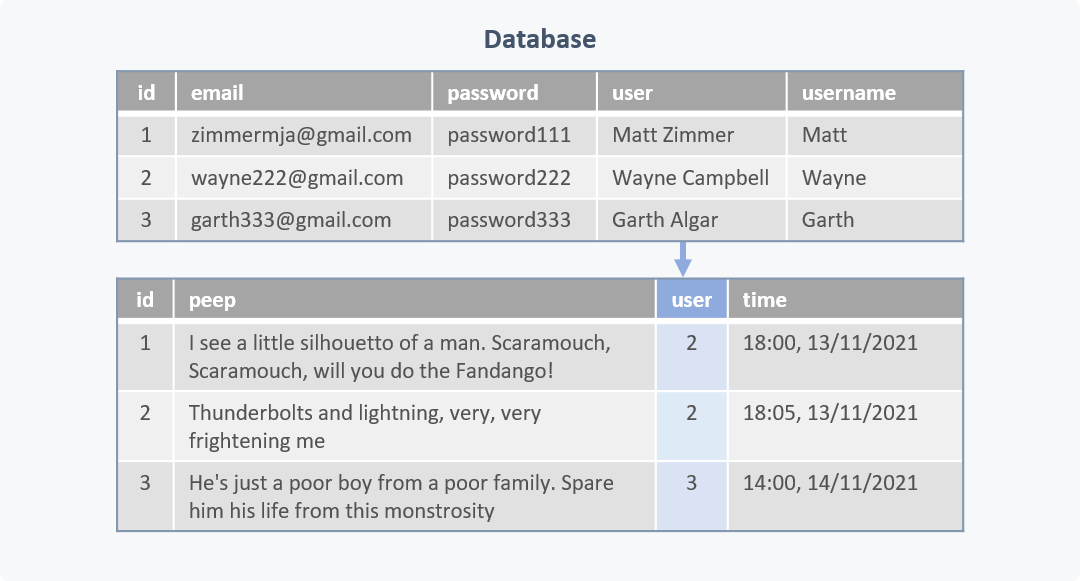 Database
id email password user username
1 zimmermja@gmail.com password111 Matt Zimmer Matt
2 wayne222@gmail.com password222 Wayne Campbell Wayne
3 garth333@gmail.com password333 Garth Algar Garth
id peep user time
1 I see a little silhouetto of a man. Scaramouch, 2 18:00, 13/11/2021
Scaramouch, will you do the Fandango!
2 Thunderbolts and lightning, very, very 2 18:05, 13/11/2021
frightening me
3 He's just a poor boy from a poor family. Spare 3 14:00, 14/11/2021
him his life from this monstrosity